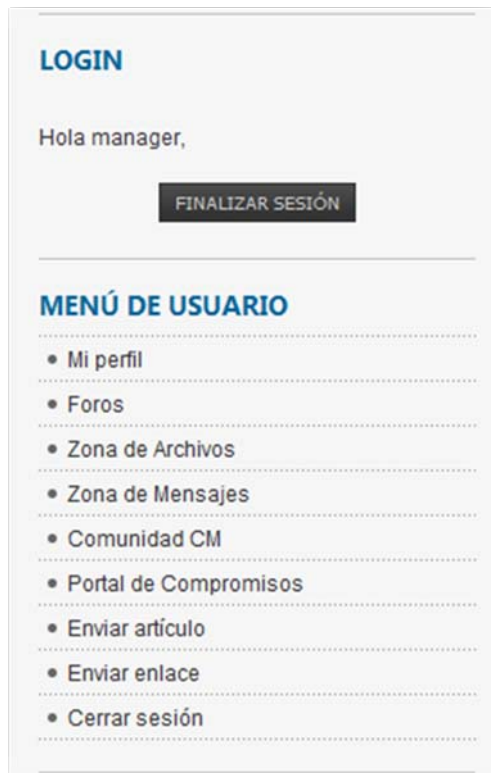 LOGIN
Hola manager,
FINALIZAR SESIÓN
MENÚ DE USUARIO
Mi perfil
Foros
Zona de Archivos
Zona de Mensajes
Comunidad CM
Portal de Compromisos
Enviar artículo
Enviar enlace
Cerrar sesión